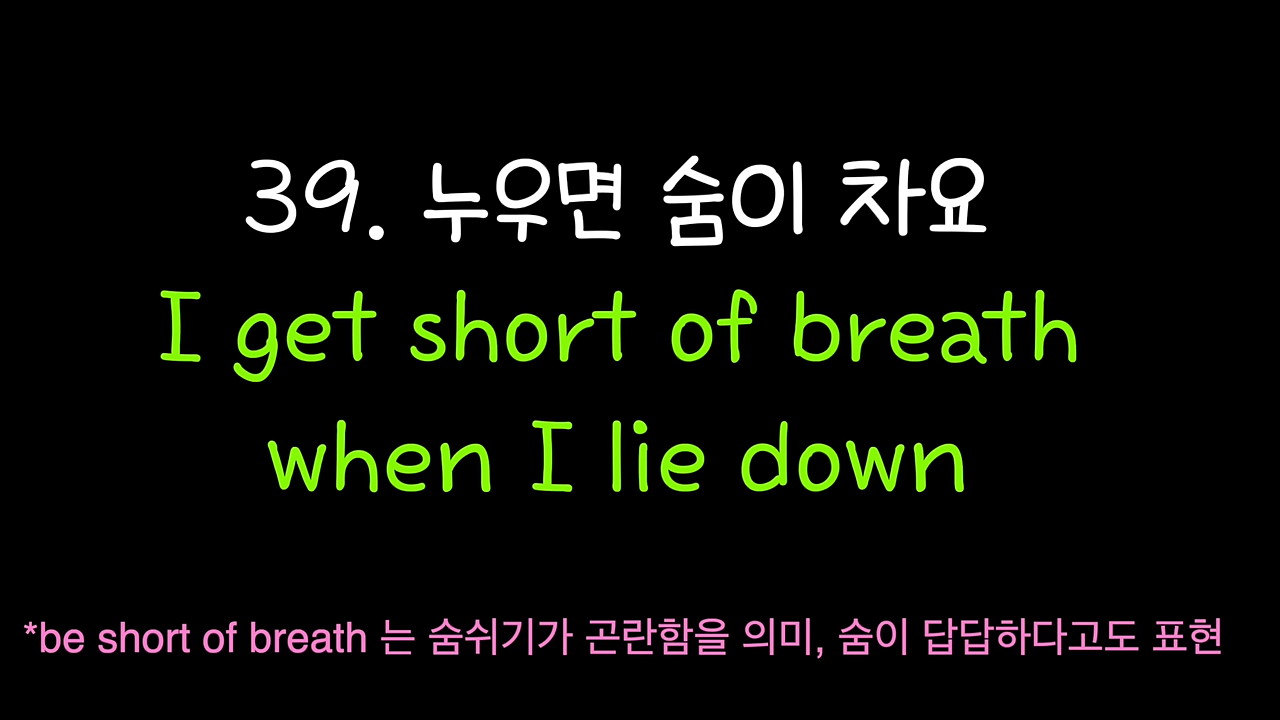 39. 누우면 숨이 차요
I get short of breath
when I lie down
*be short of breath 는 숨쉬기가 곤란함을 의미, 숨이 답답하다고도 표현